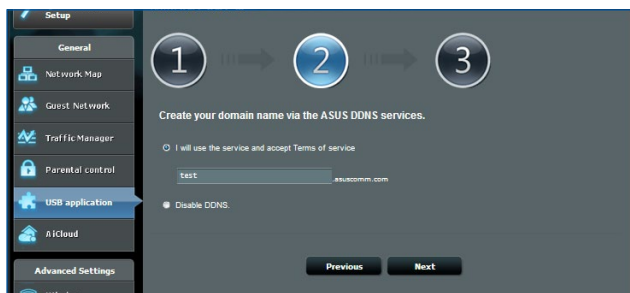 Setup
General
Network Map
Guest Network
Traffic Manager
Parental control
USB application
AiCloud
Advanced Settings
1
2
3
Create your domain name via the ASUS DDNS services.
I will use the service and accept Terms of service
test .asuscomm.com
Disable DDNS.
Previous Next